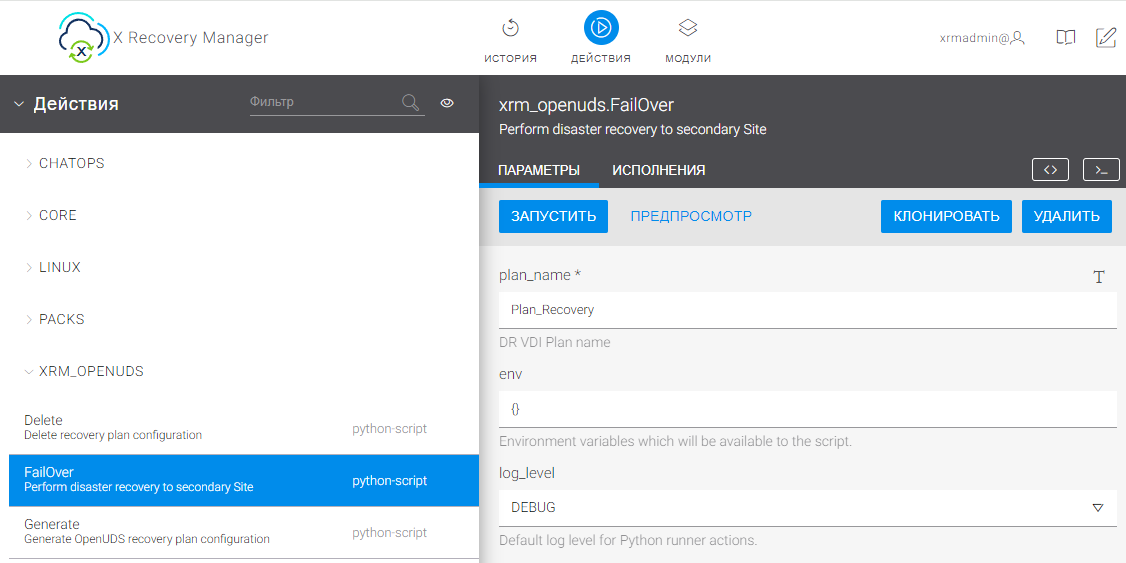 X Recovery Manager
ИСТОРИЯ
ДЕЙСТВИЯ
МОДУЛИ
xrmadmin@
Действия
Фильтр
CHATOPS
CORE
LINUX
PACKS
XRM_OPENUDS
Delete
Delete recovery plan configuration
python-script
FailOver
Perform disaster recovery to secondary Site
python-script
Generate
Generate OpenUDS recovery plan configuration
python-script
xrm_openuds.FailOver
Perform disaster recovery to secondary Site
ПАРАМЕТРЫ ИСПОЛНЕНИЯ
ЗАПУСТИТЬ ПРЕДПРОСМОТР КЛОНИРОВАТЬ УДАЛИТЬ
plan_name *
Plan_Recovery
DR VDI Plan name
env
{}
Environment variables which will be available to the script.
log_level
DEBUG
Default log level for Python runner actions.